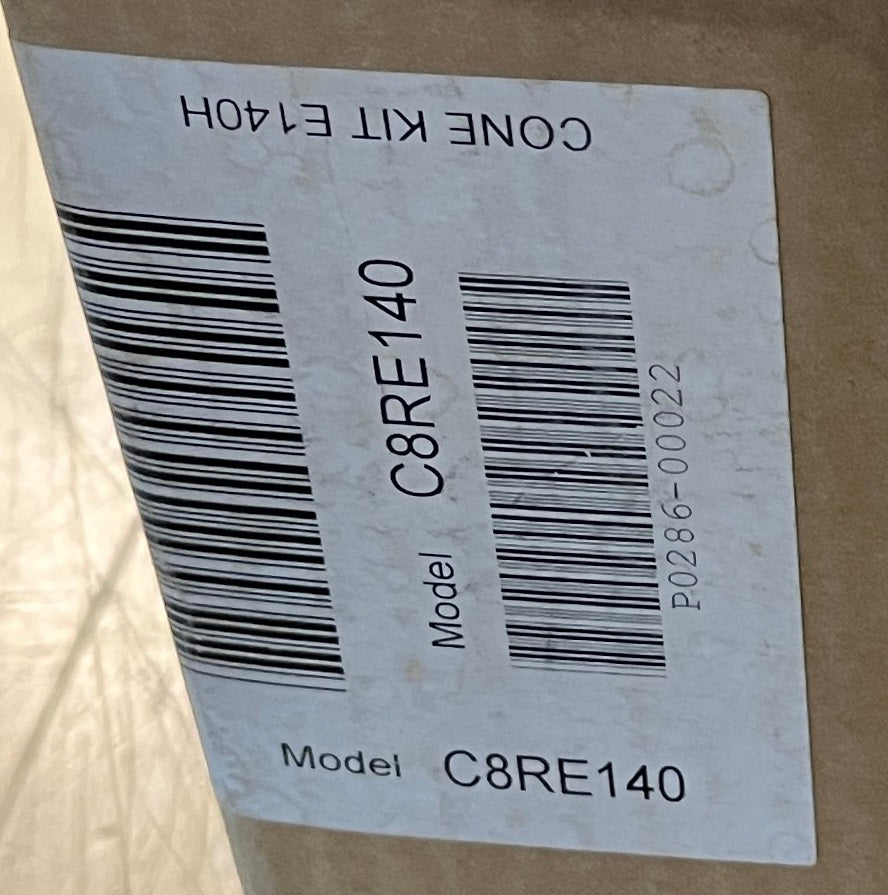 CONE KIT E140H
Model C8RE140
P0286-00022
Model C8RE140